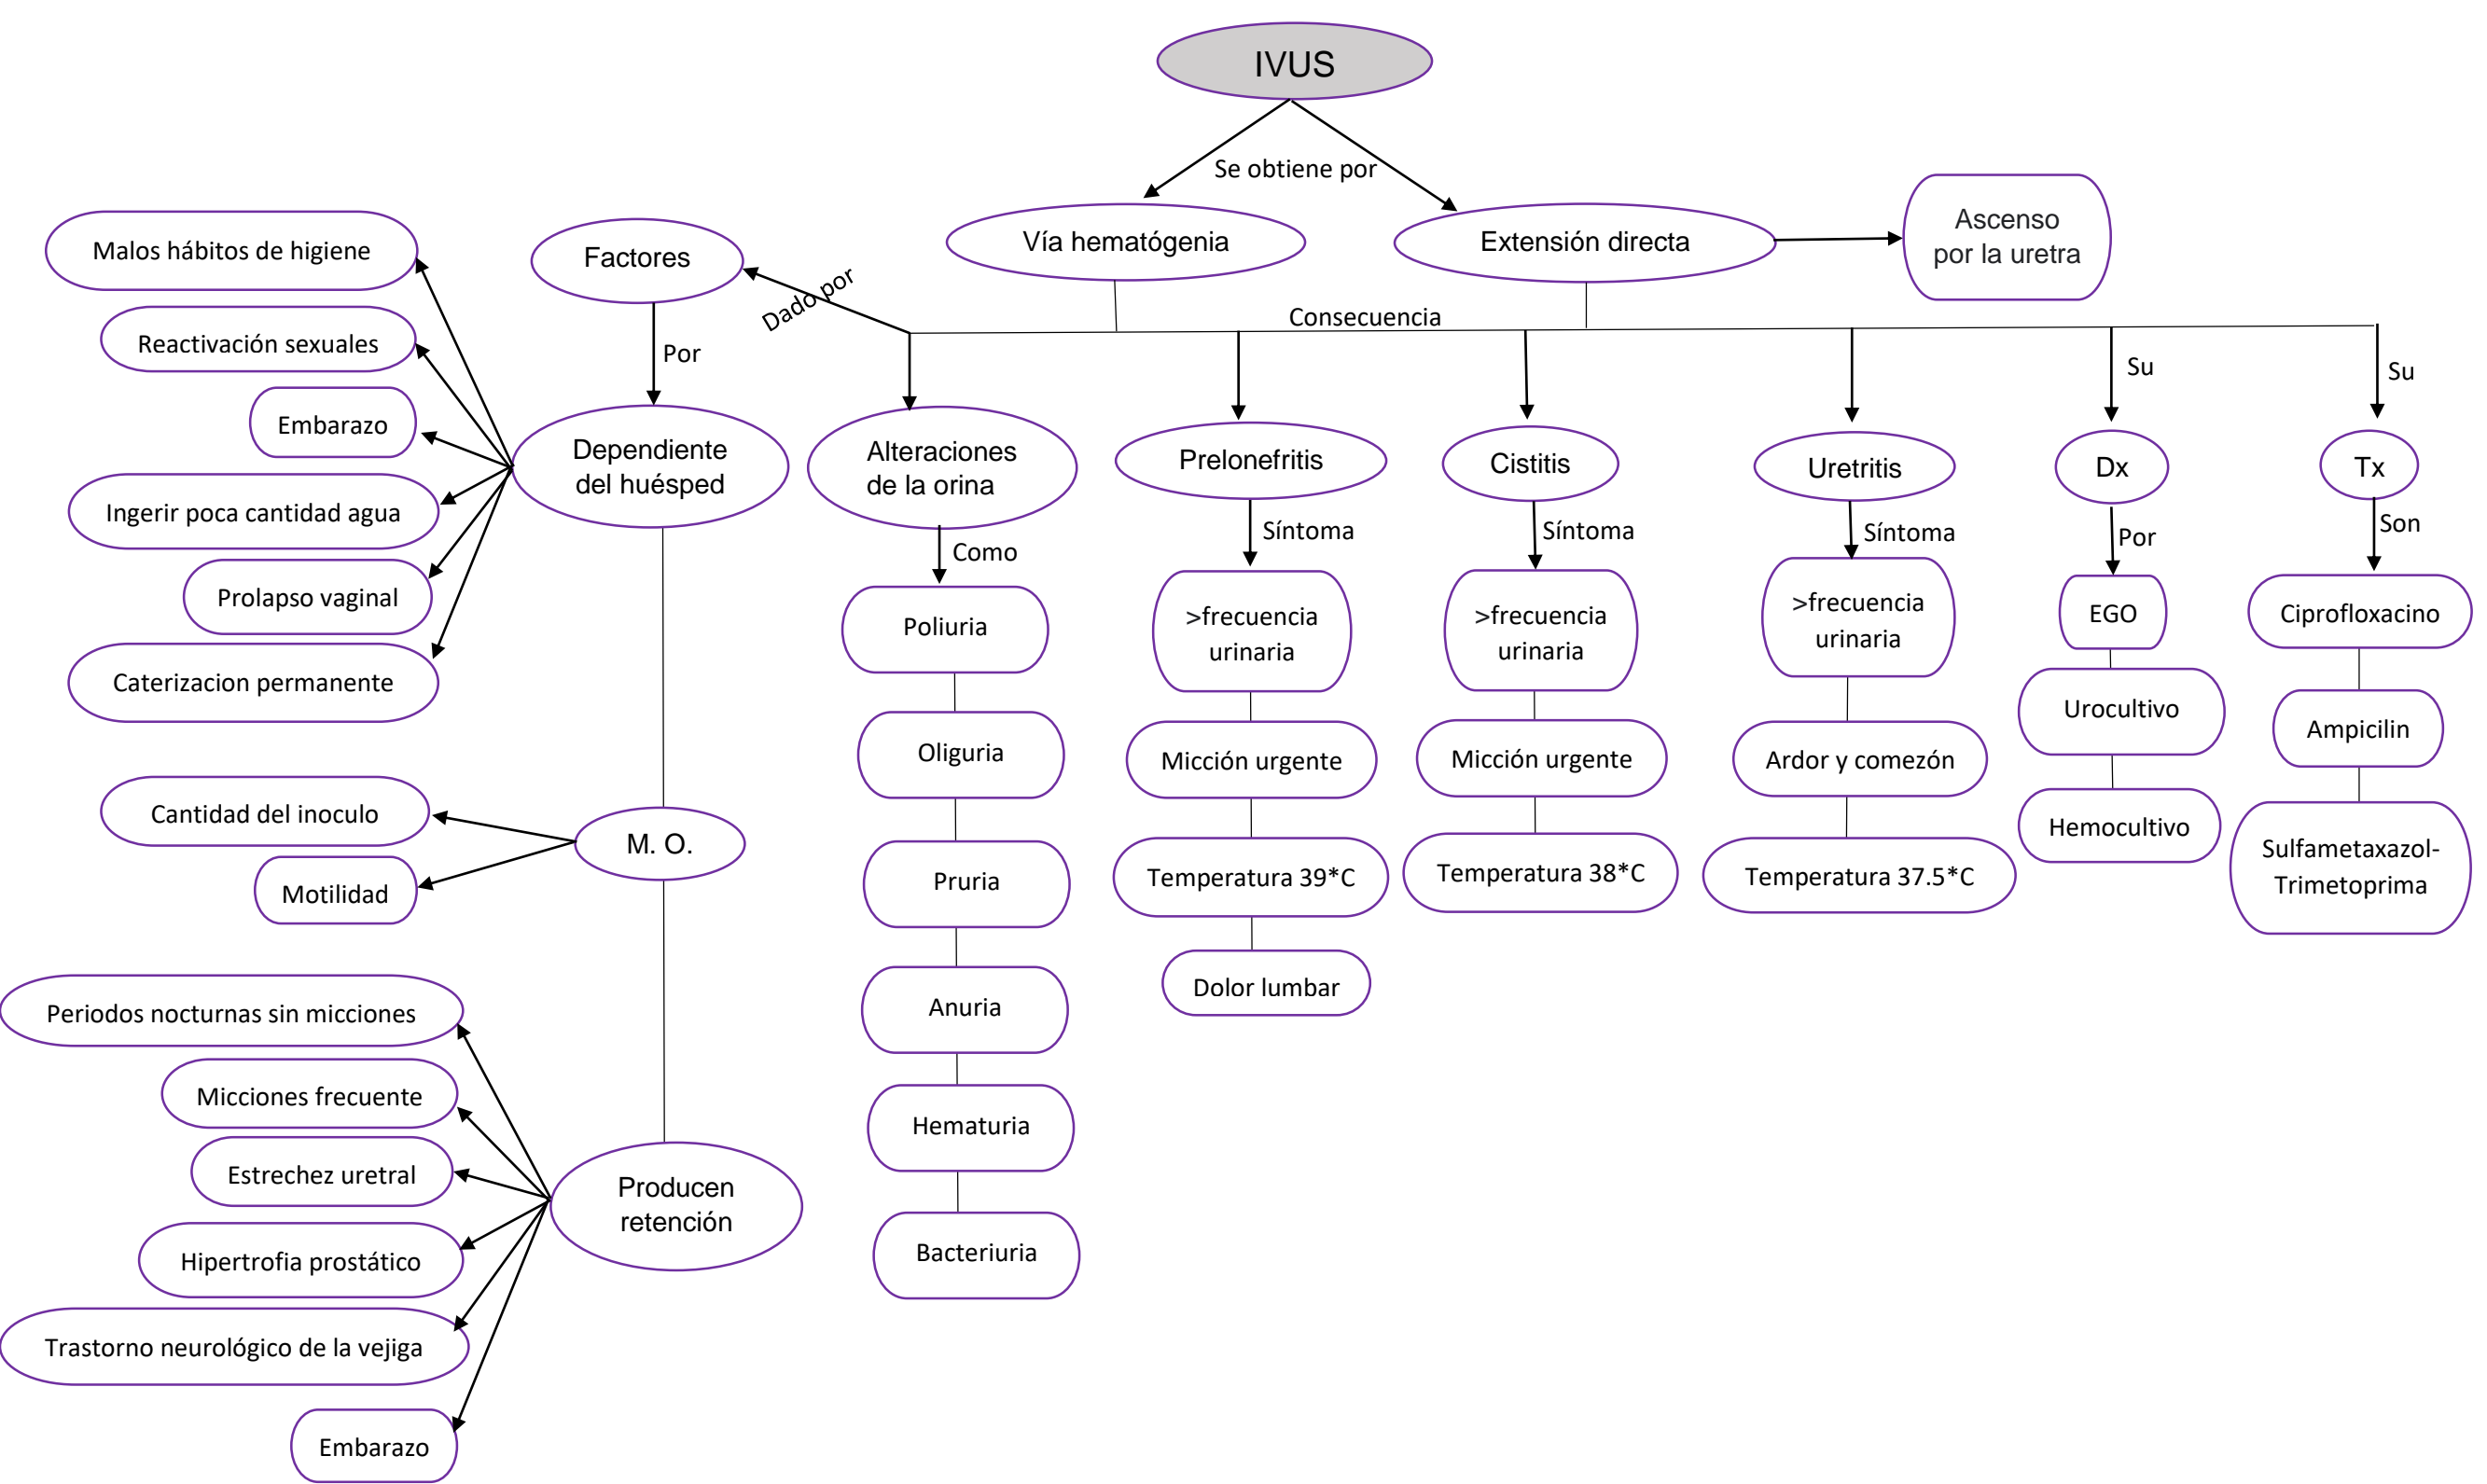 IVUS
Se obtiene por
Vía hematógenia
Extensión directa
Ascenso
por la uretra
Consecuencia
Factores
Dado por
Por
Dependiente
del huésped
Malos hábitos de higiene
Reactivación sexuales
Embarazo
Ingerir poca cantidad agua
Prolapso vaginal
Caterizacion permanente
M. O.
Cantidad del inoculo
Motilidad
Producen
retención
Periodos nocturnas sin micciones
Micciones frecuente
Estrechez uretral
Hipertrofia prostático
Trastorno neurológico de la vejiga
Embarazo
Alteraciones
de la orina
Como
Poliuria
Oliguria
Pruria
Anuria
Hematuria
Bacteriuria
Prelonefritis
Síntoma
>frecuencia
urinaria
Micción urgente
Temperatura 39*C
Dolor lumbar
Cistitis
Síntoma
>frecuencia
urinaria
Micción urgente
Temperatura 38*C
Uretritis
Síntoma
>frecuencia
urinaria
Ardor y comezón
Temperatura 37.5*C
Su
Dx
Por
EGO
Urocultivo
Hemocultivo
Su
Tx
Son
Ciprofloxacino
Ampicilin
Sulfametaxazol-
Trimetoprima